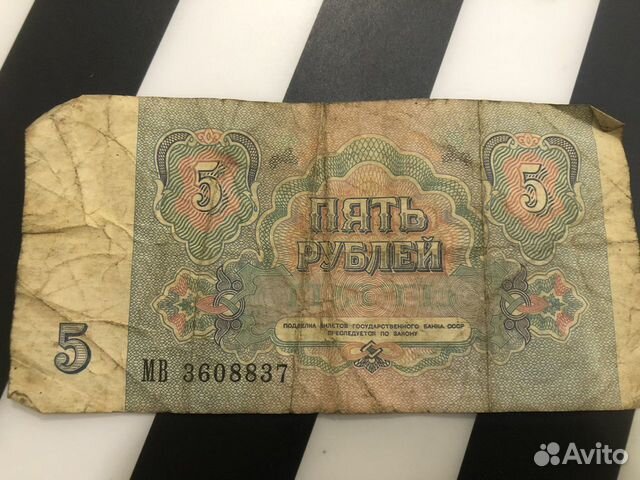 5 5
ПЯТЬ
РУБЛЕЙ
ПОДДЕЛКА БИЛЕТОВ ГОСУДАРСТВЕННОГО БАНКА СССР
ПРЕСЛЕДУЕТСЯ ПО ЗАКОНУ
5
МВ 3608837
Avito